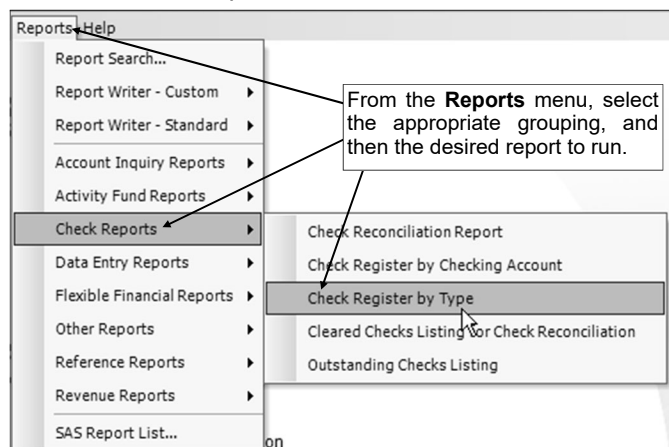 Reports Help
Report Search...
Report Writer - Custom
Report Writer - Standard
Account Inquiry Reports
Activity Fund Reports
Check Reports
Data Entry Reports
Flexible Financial Reports
Other Reports
Reference Reports
Revenue Reports
SAS Report List...
From the Reports menu, select
the appropriate grouping, and
then the desired report to run.
Check Reconciliation Report
Check Register by Checking Account
Check Register by Type
Cleared Checks Listing for Check Reconciliation
Outstanding Checks Listing
on